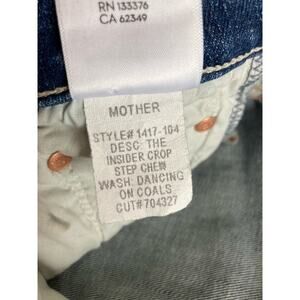 RN 133376
CA 62349
MOTHER
STYLE# 1417-104
DESC: THE
INSIDER CROP
STEP CHEW
WASH: DANCING
ON COALS
CUT# 704327